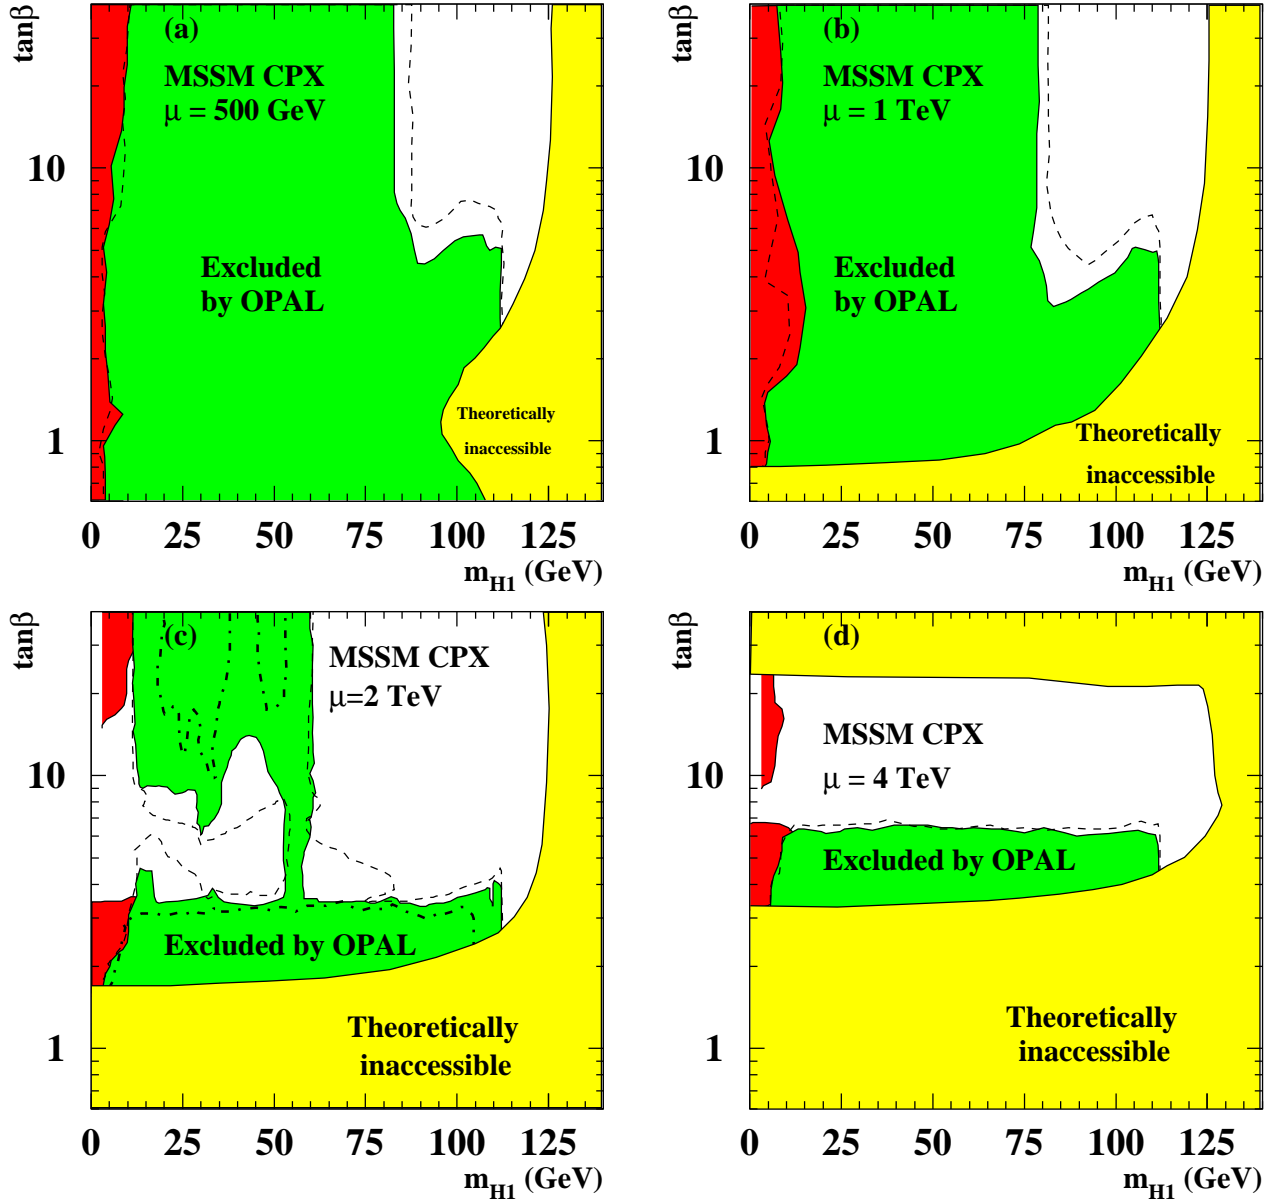 tanβ
(a)
MSSM CPX
μ = 500 GeV
10
Excluded
by OPAL
Theoretically
inaccessible
1
0 25 50 75 100 125
m_H1 (GeV)
tanβ
(b)
MSSM CPX
μ = 1 TeV
10
Excluded
by OPAL
Theoretically
inaccessible
1
0 25 50 75 100 125
m_H1 (GeV)
tanβ
(c)
MSSM CPX
μ=2 TeV
10
Excluded by OPAL
Theoretically
inaccessible
1
0 25 50 75 100 125
m_H1 (GeV)
tanβ
(d)
MSSM CPX
μ = 4 TeV
10
Excluded by OPAL
Theoretically
inaccessible
1
0 25 50 75 100 125
m_H1 (GeV)